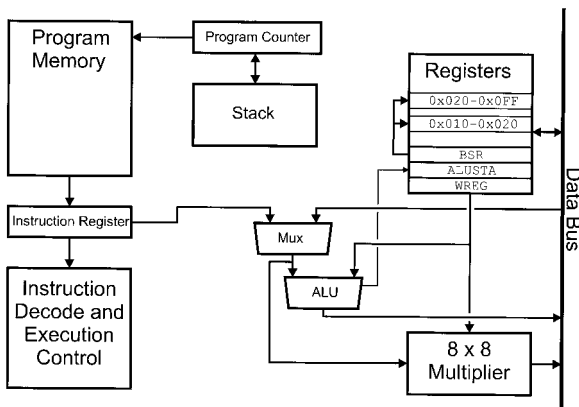 Program
Memory
Program Counter
Stack
Registers
0x020-0x0FF
0x010-0x020
BSR
ALUSTA
WREG
Data Bus
Instruction Register
Mux
ALU
Instruction
Decode and
Execution
Control
8 x 8
Multiplier